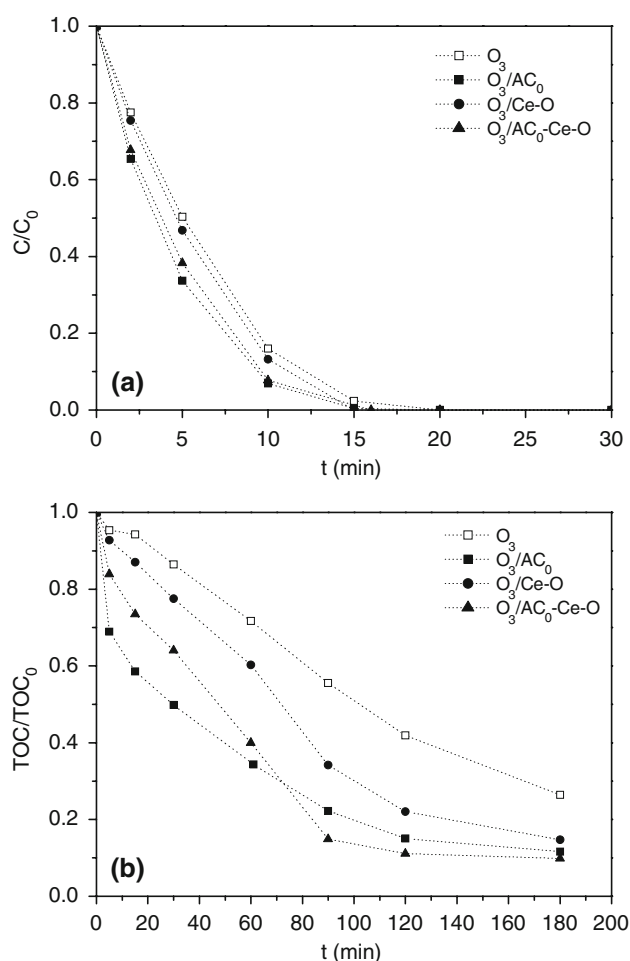 1.0
0.8
0.6
0.4
0.2
0.0
C/C₀
O₃
O₃/AC₀
O₃/Ce-O
O₃/AC₀-Ce-O
(a)
0 5 10 15 20 25 30
t (min)
1.0
0.8
0.6
0.4
0.2
0.0
TOC/TOC₀
O₃
O₃/AC₀
O₃/Ce-O
O₃/AC₀-Ce-O
(b)
0 20 40 60 80 100 120 140 160 180 200
t (min)